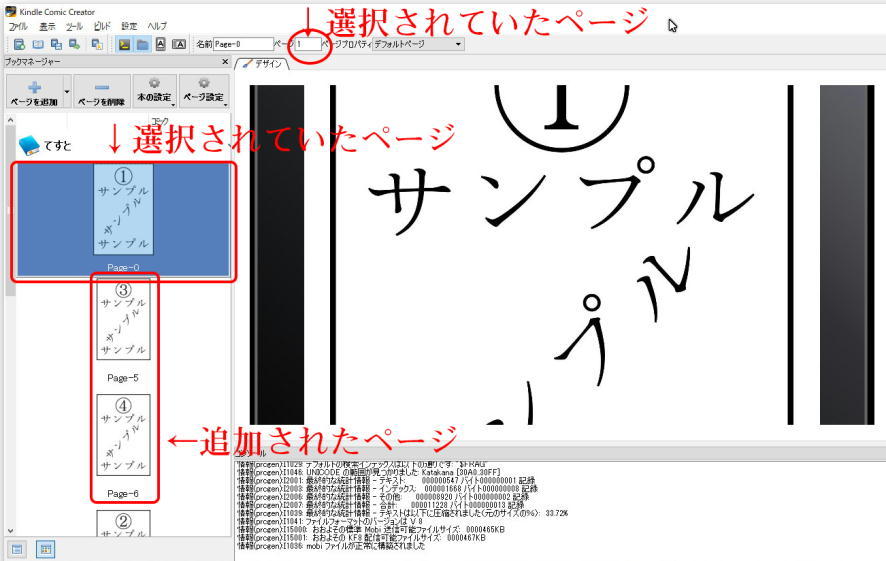 Kindle Comic Creator
ファイル 表示 ツール ビルド 設定 ヘルプ
↓選択されていたページ
名前 Page-0 ページ 1 ページプロパティ デフォルトページ
ブックマネージャー
デザイン
ページを追加 ページを削除 本の設定 ページ設定
コミック
てすと
↓選択されていたページ
①
サンプル
サンプル
サンプル
Page-0
③
サンプル
サンプル
サンプル
Page-5
④
サンプル
サンプル
サンプル
Page-6
②
サンプル
①
サンプル
プル
←追加されたページ
情報(prcgen):I1029: デフォルトの検索インデックスは以下の通りです: "$FRAG"
情報(prcgen):I1046: UNICODE の範囲が見つかりました: Katakana [30A0..30FF]
情報(prcgen):I2001: 最終的な統計情報 - テキスト: 000000547 バイト000000001 記録
情報(prcgen):I2003: 最終的な統計情報 - インデックス: 000001668 バイト000000008 記録
情報(prcgen):I2006: 最終的な統計情報 - その他: 000008920 バイト000000002 記録
情報(prcgen):I2007: 最終的な統計情報 - 合計: 000011228 バイト000000013 記録
情報(prcgen):I1039: 最終的な統計情報 - テキストは以下に圧縮されました(元のサイズの%): 33.72%
情報(prcgen):I1041: ファイルフォーマットのバージョンは V 8
情報(prcgen):I15000: おおよその標準 Mobi 送信可能ファイルサイズ: 0000465KB
情報(prcgen):I15001: おおよその KF8 配信可能ファイルサイズ: 0000467KB
情報(prcgen):I1036: mobi ファイルが正常に構築されました